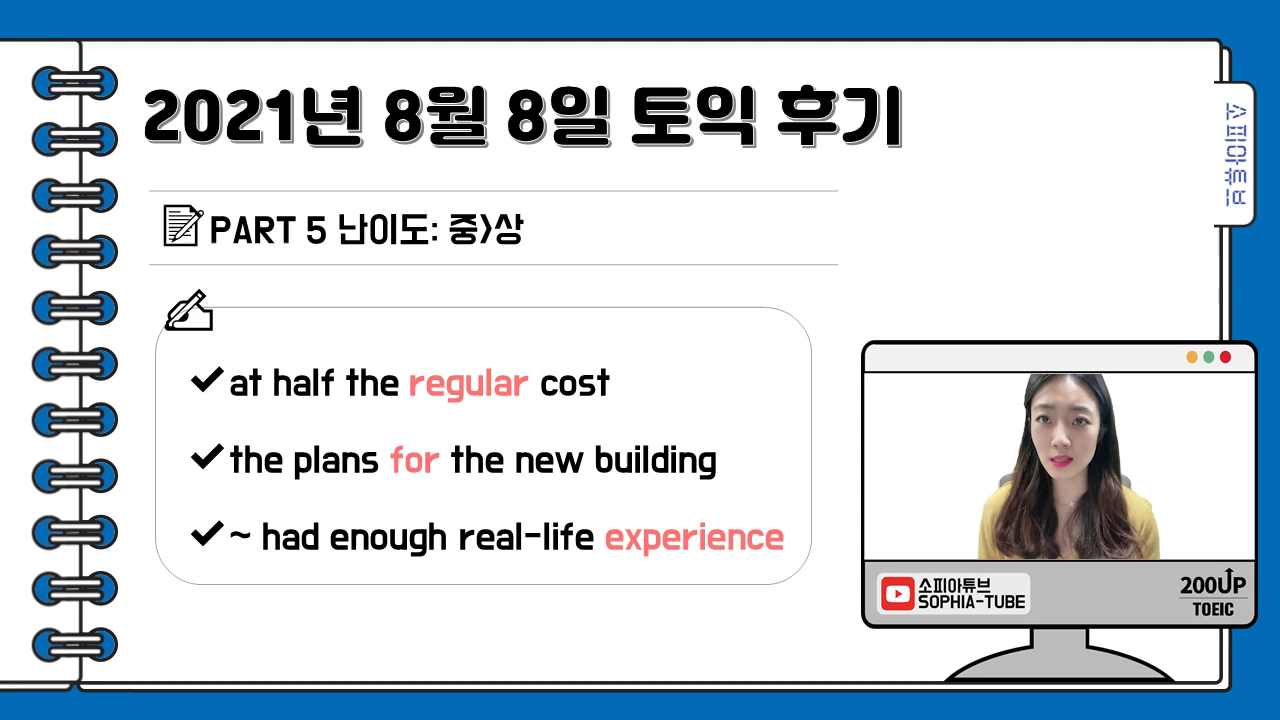 2021년 8월 8일 토익 후기
소피아튜브
PART 5 난이도: 중>상
at half the regular cost
the plans for the new building
~ had enough real-life experience
소피아튜브
SOPHIA-TUBE
200UP
TOEIC